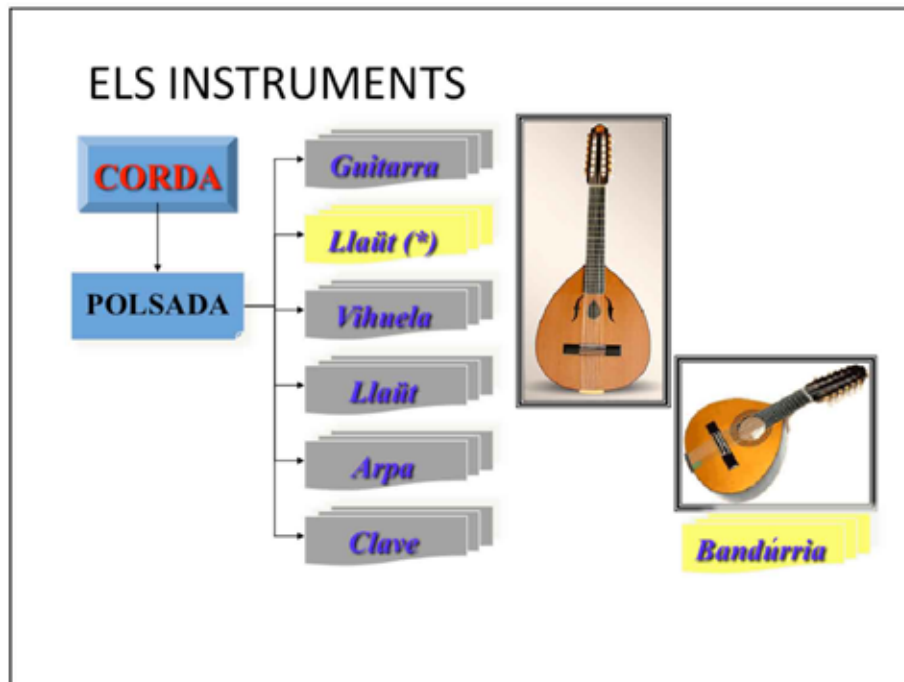 ELS INSTRUMENTS
CORDA
POLSADA
Guitarra
Llaüt (*)
Vihuela
Llaüt
Arpa
Clave
Bandúrria